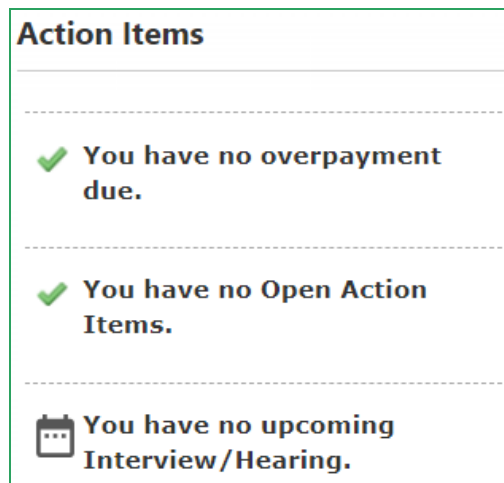 Action Items
You have no overpayment
due.
You have no Open Action
Items.
You have no upcoming
Interview/Hearing.